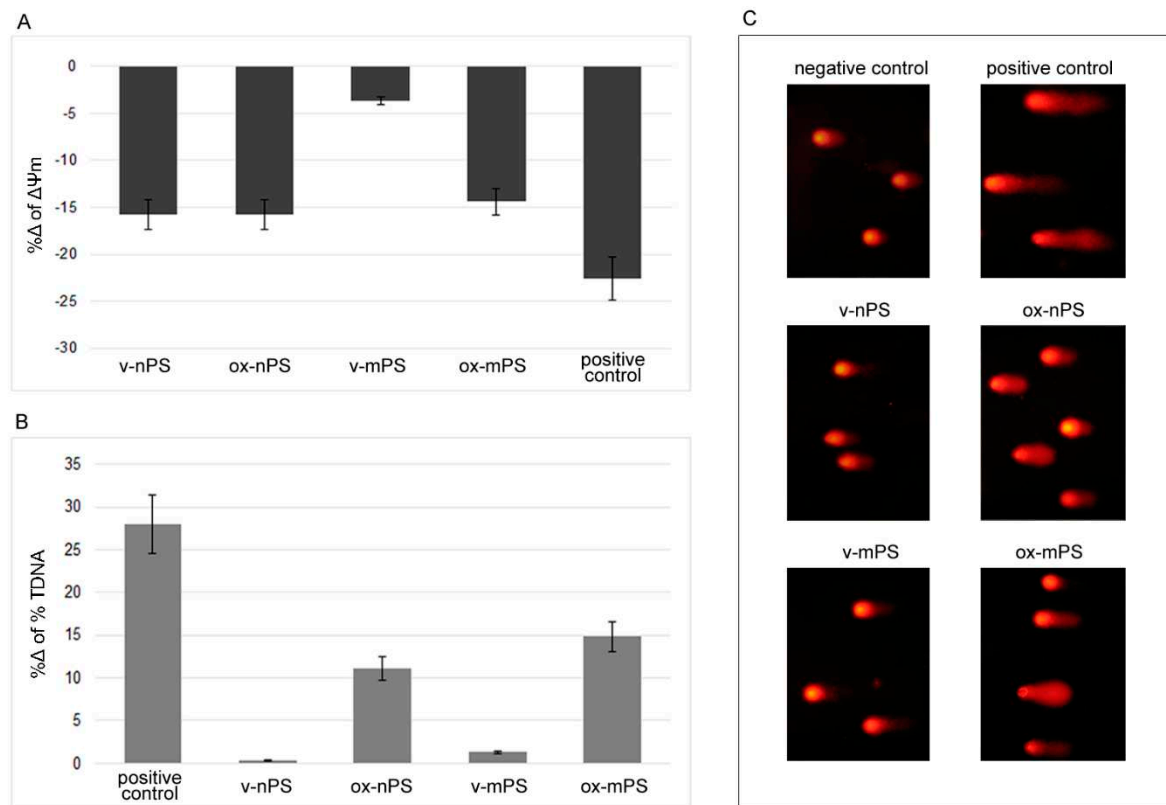 A
0
-5
-10
-15
-20
-25
-30
%Δ of ΔΨm
v-nPS ox-nPS v-mPS ox-mPS positive
control
B
35
30
25
20
15
10
5
0
%Δ of % TDNA
positive v-nPS ox-nPS v-mPS ox-mPS
control
C
negative control positive control
v-nPS ox-nPS
v-mPS ox-mPS